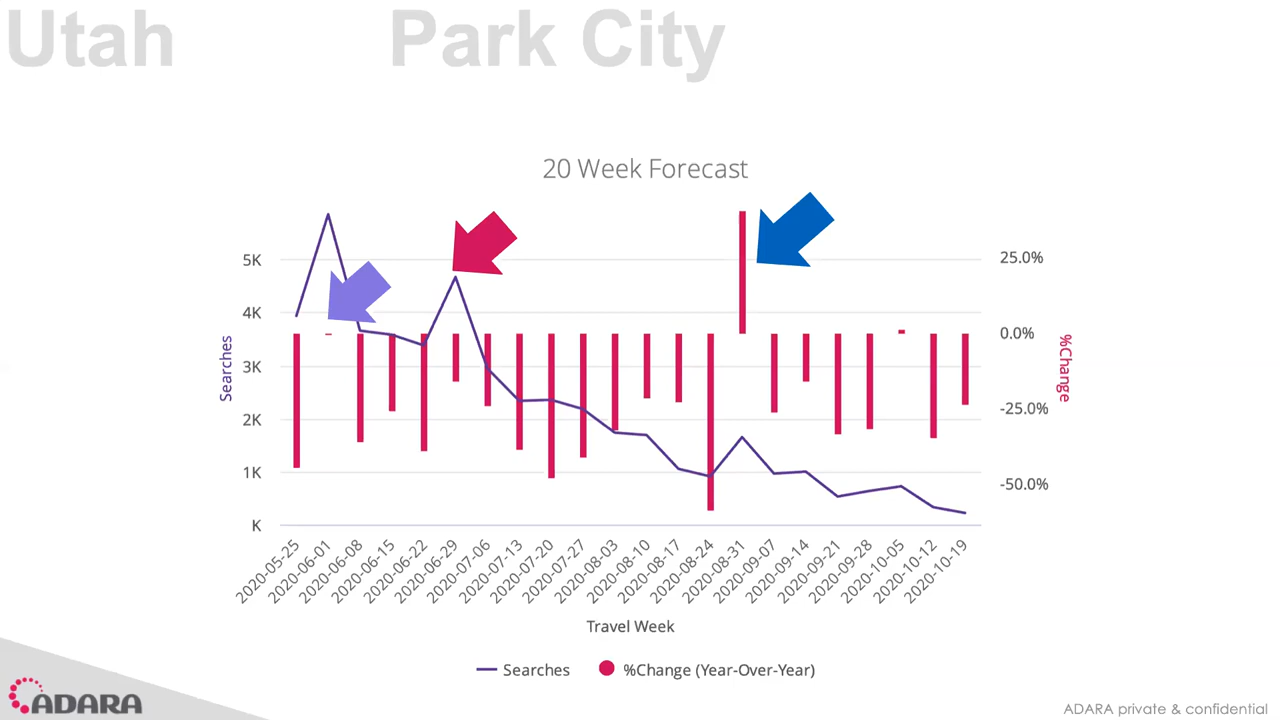 Utah Park City
20 Week Forecast
5K
4K
3K
2K
1K
K
Searches
25.0%
0.0%
-25.0%
-50.0%
%Change
2020-05-25
2020-06-01
2020-06-08
2020-06-15
2020-06-22
2020-06-29
2020-07-06
2020-07-13
2020-07-20
2020-07-27
2020-08-03
2020-08-10
2020-08-17
2020-08-24
2020-08-31
2020-09-07
2020-09-14
2020-09-21
2020-09-28
2020-10-05
2020-10-12
2020-10-19
Travel Week
Searches %Change (Year-Over-Year)
ADARA
ADARA private & confidential